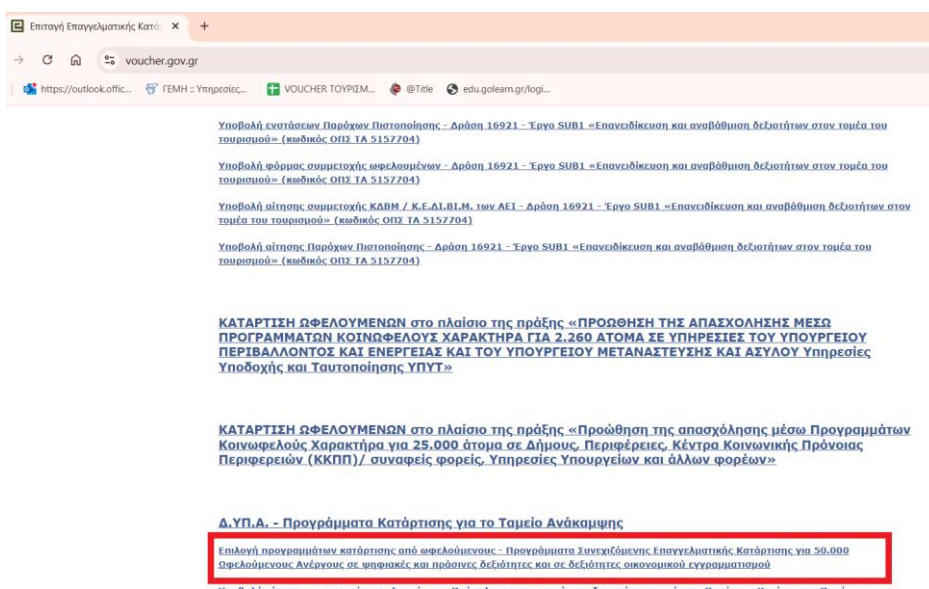 Επιταγή Επαγγελματικής Κατά
voucher.gov.gr
https://outlook.offic...
ΓΕΜΗ :: Υπηρεσίες...
VOUCHER ΤΟΥΡΙΣΜ...
@Title
edu.golearn.gr/logi...
Υποβολή ενστάσεων Παρόχων Πιστοποίησης - Δράση 16921 - Έργο SUB1 «Επανειδίκευση και αναβάθμιση δεξιοτήτων στον τομέα του
τουρισμού» (κωδικός ΟΠΣ ΤΑ 5157704)
Υποβολή φόρμας συμμετοχής ωφελουμένων - Δράση 16921 - Έργο SUB1 «Επανειδίκευση και αναβάθμιση δεξιοτήτων στον τομέα του
τουρισμού» (κωδικός ΟΠΣ ΤΑ 5157704)
Υποβολή αίτησης συμμετοχής ΚΔΒΜ / Κ.Ε.ΔΙ.ΒΙ.Μ. των ΑΕΙ - Δράση 16921 - Έργο SUB1 «Επανειδίκευση και αναβάθμιση δεξιοτήτων στον
τομέα του τουρισμού» (κωδικός ΟΠΣ ΤΑ 5157704)
Υποβολή αίτησης Παρόχων Πιστοποίησης - Δράση 16921 - Έργο SUB1 «Επανειδίκευση και αναβάθμιση δεξιοτήτων στον τομέα του
τουρισμού» (κωδικός ΟΠΣ ΤΑ 5157704)
ΚΑΤΑΡΤΙΣΗ ΩΦΕΛΟΥΜΕΝΩΝ στο πλαίσιο της πράξης «ΠΡΟΩΘΗΣΗ ΤΗΣ ΑΠΑΣΧΟΛΗΣΗΣ ΜΕΣΩ
ΠΡΟΓΡΑΜΜΑΤΩΝ ΚΟΙΝΩΦΕΛΟΥΣ ΧΑΡΑΚΤΗΡΑ ΓΙΑ 2.260 ΑΤΟΜΑ ΣΕ ΥΠΗΡΕΣΙΕΣ ΤΟΥ ΥΠΟΥΡΓΕΙΟΥ
ΠΕΡΙΒΑΛΛΟΝΤΟΣ ΚΑΙ ΕΝΕΡΓΕΙΑΣ ΚΑΙ ΤΟΥ ΥΠΟΥΡΓΕΙΟΥ ΜΕΤΑΝΑΣΤΕΥΣΗΣ ΚΑΙ ΑΣΥΛΟΥ Υπηρεσίες
Υποδοχής και Ταυτοποίησης ΥΠΥΤ»
ΚΑΤΑΡΤΙΣΗ ΩΦΕΛΟΥΜΕΝΩΝ στο πλαίσιο της πράξης «Προώθηση της απασχόλησης μέσω Προγραμμάτων
Κοινωφελούς Χαρακτήρα για 25.000 άτομα σε Δήμους, Περιφέρειες, Κέντρα Κοινωνικής Πρόνοιας
Περιφερειών (ΚΚΠΠ)/ συναφείς φορείς, Υπηρεσίες Υπουργείων και άλλων φορέων»
Δ.ΥΠ.Α. - Προγράμματα Κατάρτισης για το Ταμείο Ανάκαμψης
Επιλογή προγραμμάτων κατάρτισης από ωφελούμενους - Προγράμματα Συνεχιζόμενης Επαγγελματικής Κατάρτισης για 50.000
Ωφελούμενους Ανέργους σε ψηφιακές και πράσινες δεξιότητες και σε δεξιότητες οικονομικού εγγραμματισμού